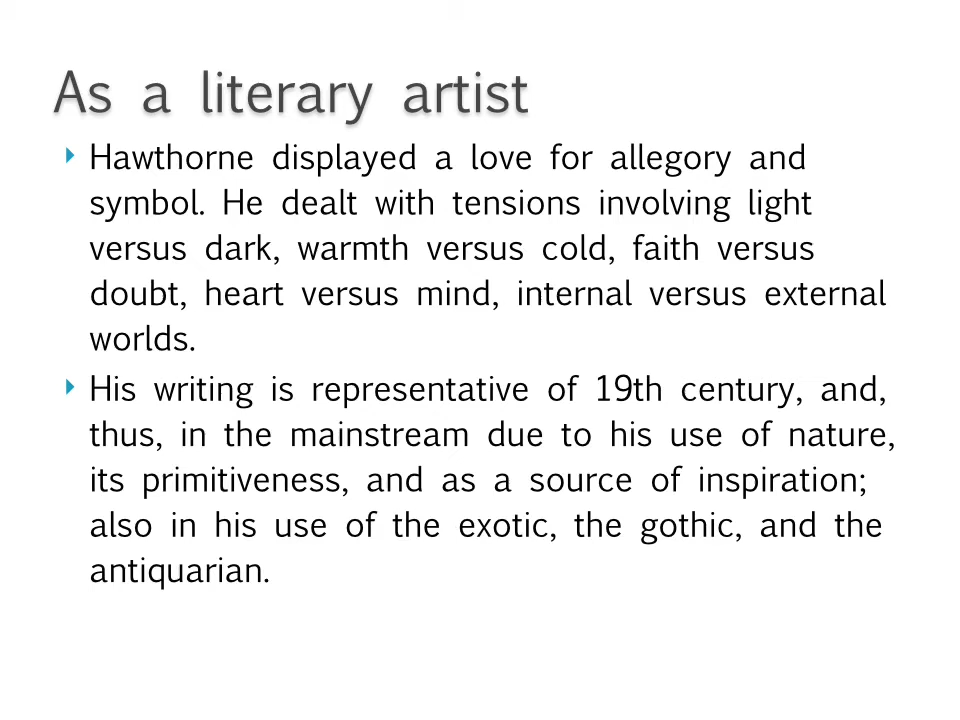 As a literary artist
Hawthorne displayed a love for allegory and
symbol. He dealt with tensions involving light
versus dark, warmth versus cold, faith versus
doubt, heart versus mind, internal versus external
worlds.
His writing is representative of 19th century, and,
thus, in the mainstream due to his use of nature,
its primitiveness, and as a source of inspiration;
also in his use of the exotic, the gothic, and the
antiquarian.